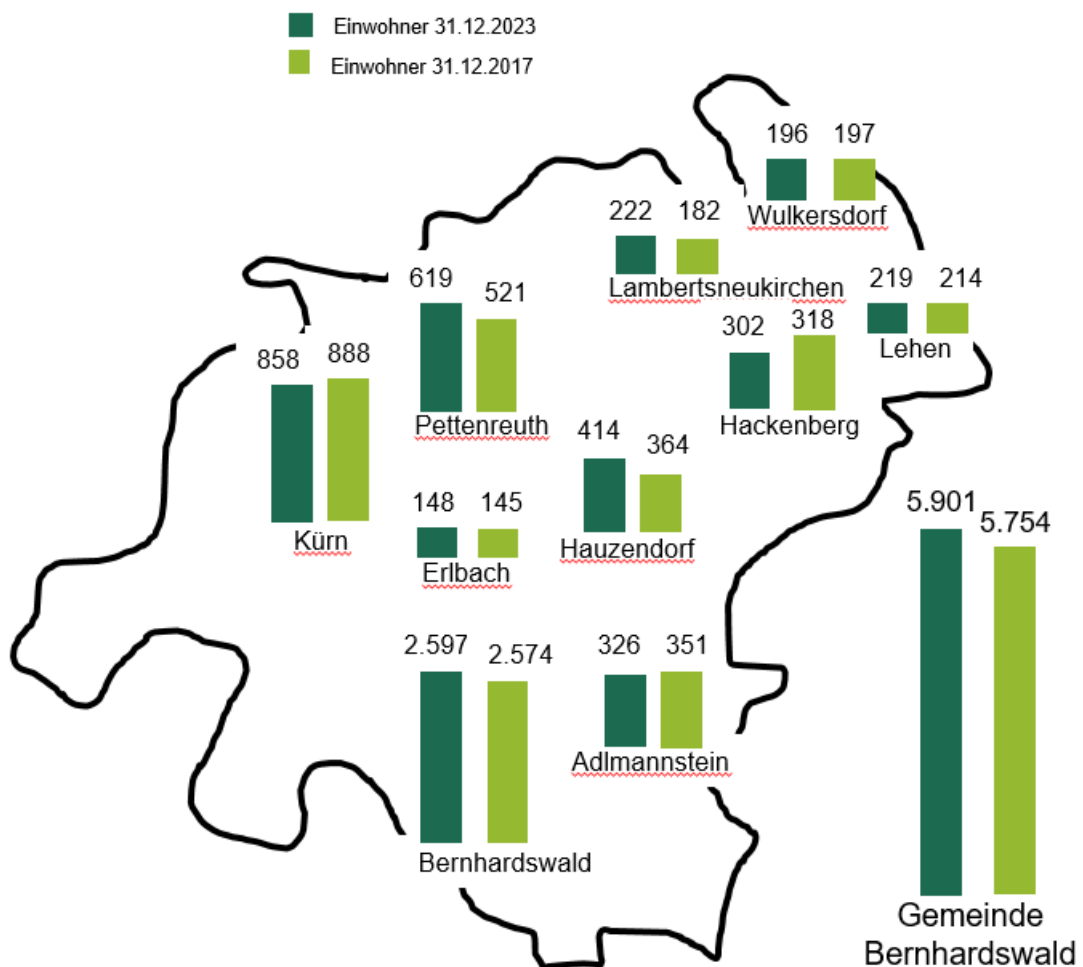 Einwohner 31.12.2023
Einwohner 31.12.2017
196 197
Wulkersdorf
222 182
Lambertsneukirchen
219 214
Lehen
619 521
Pettenreuth
302 318
Hackenberg
858 888
Kürn
414 364
Hauzendorf
148 145
Erlbach
5.901 5.754
Gemeinde
Bernhardswald
2.597 2.574
Bernhardswald
326 351
Adlmannstein